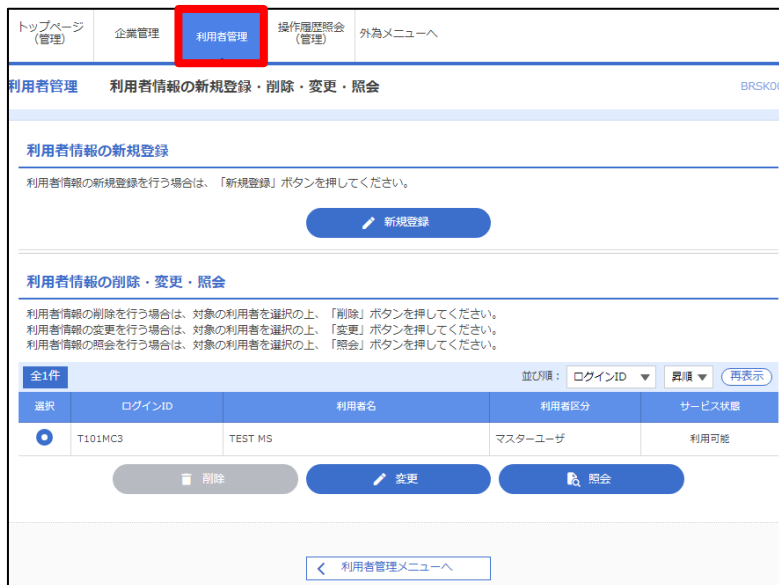 トップページ
（管理）
企業管理
利用者管理
操作履歴照会
（管理）
外為メニューへ
利用者管理 利用者情報の新規登録・削除・変更・照会
BRSK00
利用者情報の新規登録
利用者情報の新規登録を行う場合は、「新規登録」ボタンを押してください。
新規登録
利用者情報の削除・変更・照会
利用者情報の削除を行う場合は、対象の利用者を選択の上、「削除」ボタンを押してください。
利用者情報の変更を行う場合は、対象の利用者を選択の上、「変更」ボタンを押してください。
利用者情報の照会を行う場合は、対象の利用者を選択の上、「照会」ボタンを押してください。
全1件 並び順： ログインID 昇順 再表示
選択 ログインID 利用者名 利用者区分 サービス状態
T101MC3 TEST MS マスターユーザ 利用可能
削除 変更 照会
利用者管理メニューへ